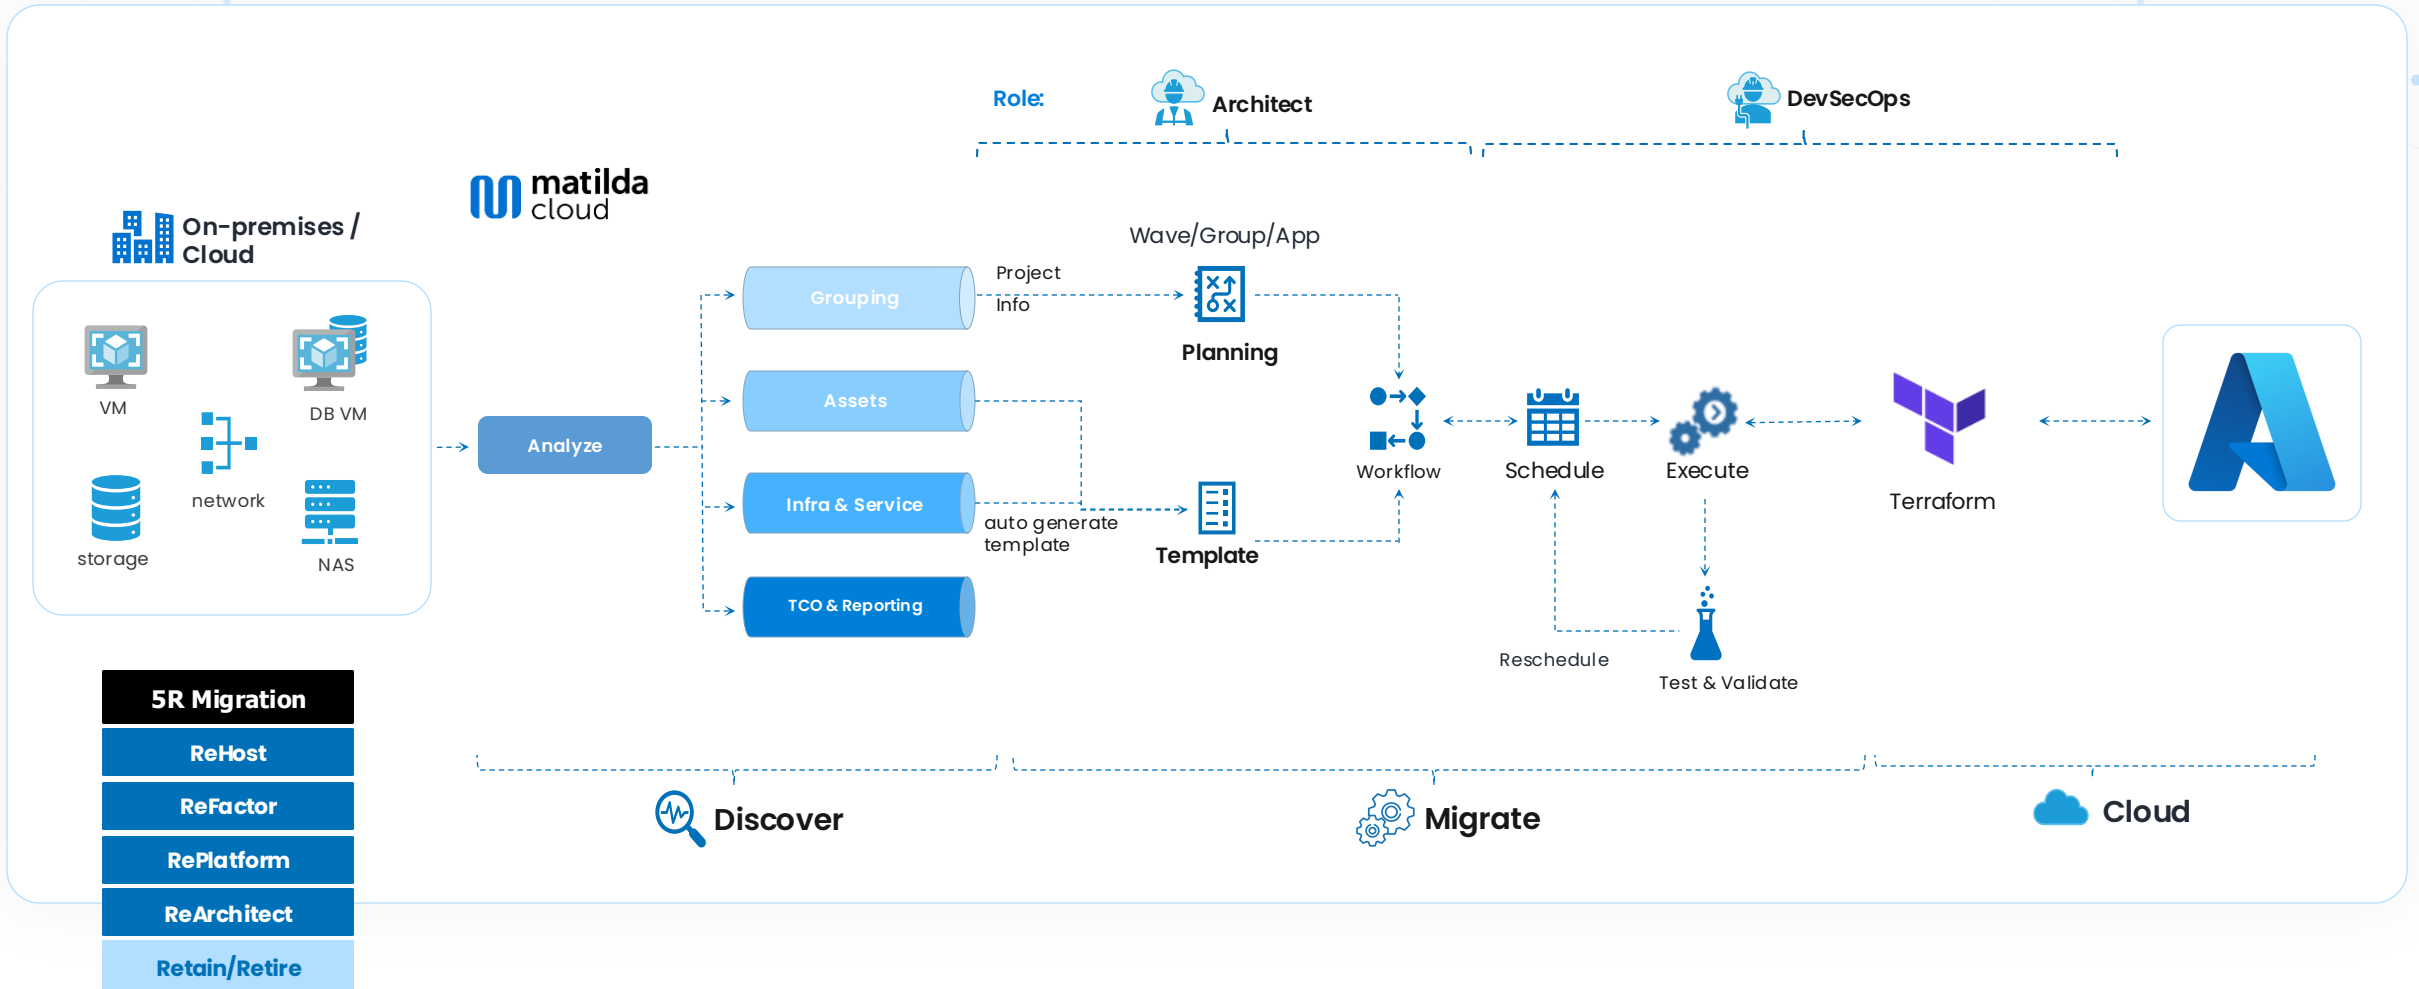 Role:
Architect
DevSecOps
matilda
cloud
On-premises /
Cloud
VM
DB VM
network
storage
NAS
Analyze
Grouping
Assets
Infra & Service
TCO & Reporting
Project
Info
auto generate
template
Wave/Group/App
Planning
Template
Workflow
Schedule
Execute
Terraform
Reschedule
Test & Validate
5R Migration
ReHost
ReFactor
RePlatform
ReArchitect
Retain/Retire
Discover
Migrate
Cloud